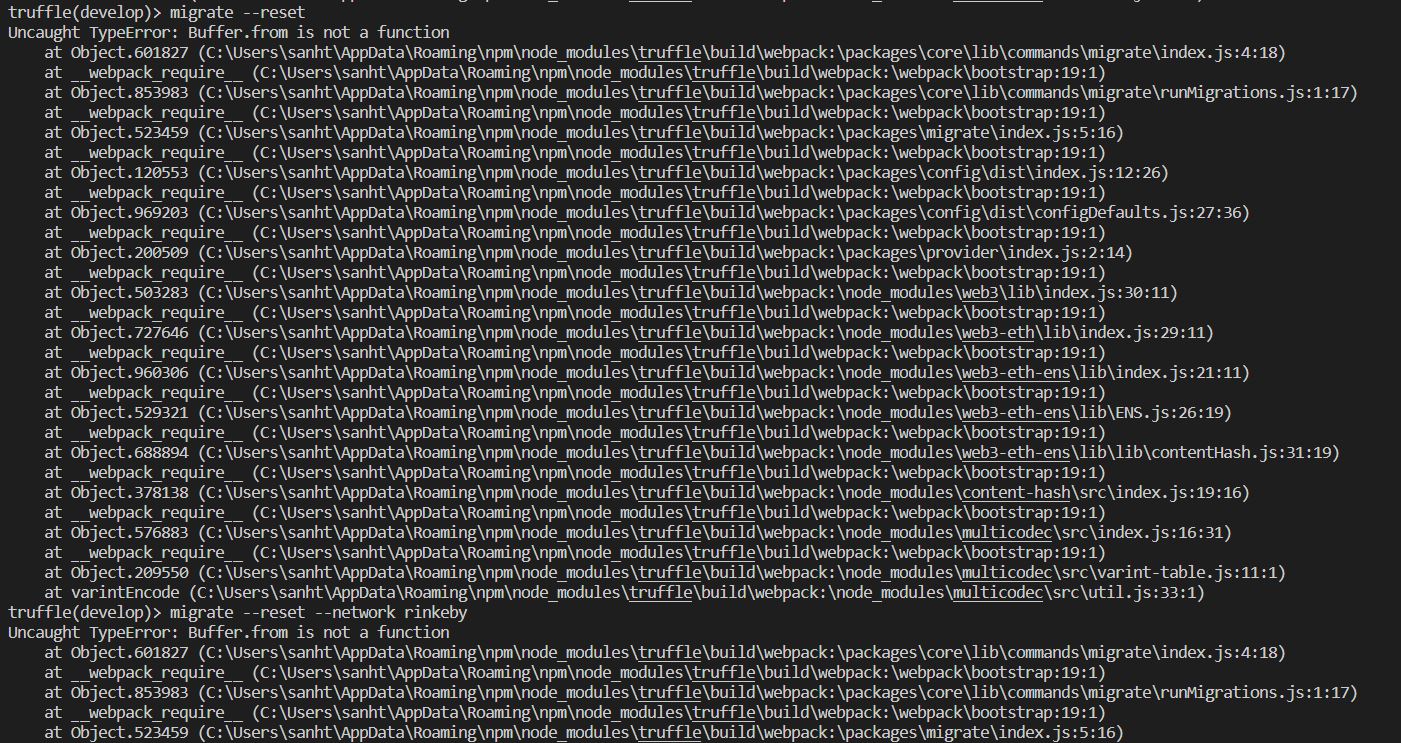 truffle(develop)> migrate --reset
Uncaught TypeError: Buffer.from is not a function
    at Object.601827 (C:\Users\sanht\AppData\Roaming\npm\node_modules\truffle\build\webpack:\packages\core\lib\commands\migrate\index.js:4:18)
    at __webpack_require__ (C:\Users\sanht\AppData\Roaming\npm\node_modules\truffle\build\webpack:\webpack\bootstrap:19:1)
    at Object.853983 (C:\Users\sanht\AppData\Roaming\npm\node_modules\truffle\build\webpack:\packages\core\lib\commands\migrate\runMigrations.js:1:17)
    at __webpack_require__ (C:\Users\sanht\AppData\Roaming\npm\node_modules\truffle\build\webpack:\webpack\bootstrap:19:1)
    at Object.523459 (C:\Users\sanht\AppData\Roaming\npm\node_modules\truffle\build\webpack:\packages\migrate\index.js:5:16)
    at __webpack_require__ (C:\Users\sanht\AppData\Roaming\npm\node_modules\truffle\build\webpack:\webpack\bootstrap:19:1)
    at Object.120553 (C:\Users\sanht\AppData\Roaming\npm\node_modules\truffle\build\webpack:\packages\config\dist\index.js:12:26)
    at __webpack_require__ (C:\Users\sanht\AppData\Roaming\npm\node_modules\truffle\build\webpack:\webpack\bootstrap:19:1)
    at Object.969203 (C:\Users\sanht\AppData\Roaming\npm\node_modules\truffle\build\webpack:\packages\config\dist\configDefaults.js:27:36)
    at __webpack_require__ (C:\Users\sanht\AppData\Roaming\npm\node_modules\truffle\build\webpack:\webpack\bootstrap:19:1)
    at Object.200509 (C:\Users\sanht\AppData\Roaming\npm\node_modules\truffle\build\webpack:\packages\provider\index.js:2:14)
    at __webpack_require__ (C:\Users\sanht\AppData\Roaming\npm\node_modules\truffle\build\webpack:\webpack\bootstrap:19:1)
    at Object.503283 (C:\Users\sanht\AppData\Roaming\npm\node_modules\truffle\build\webpack:\node_modules\web3\lib\index.js:30:11)
    at __webpack_require__ (C:\Users\sanht\AppData\Roaming\npm\node_modules\truffle\build\webpack:\webpack\bootstrap:19:1)
    at Object.727646 (C:\Users\sanht\AppData\Roaming\npm\node_modules\truffle\build\webpack:\node_modules\web3-eth\lib\index.js:29:11)
    at __webpack_require__ (C:\Users\sanht\AppData\Roaming\npm\node_modules\truffle\build\webpack:\webpack\bootstrap:19:1)
    at Object.960306 (C:\Users\sanht\AppData\Roaming\npm\node_modules\truffle\build\webpack:\node_modules\web3-eth-ens\lib\index.js:21:11)
    at __webpack_require__ (C:\Users\sanht\AppData\Roaming\npm\node_modules\truffle\build\webpack:\webpack\bootstrap:19:1)
    at Object.529321 (C:\Users\sanht\AppData\Roaming\npm\node_modules\truffle\build\webpack:\node_modules\web3-eth-ens\lib\ENS.js:26:19)
    at __webpack_require__ (C:\Users\sanht\AppData\Roaming\npm\node_modules\truffle\build\webpack:\webpack\bootstrap:19:1)
    at Object.688894 (C:\Users\sanht\AppData\Roaming\npm\node_modules\truffle\build\webpack:\node_modules\web3-eth-ens\lib\lib\contentHash.js:31:19)
    at __webpack_require__ (C:\Users\sanht\AppData\Roaming\npm\node_modules\truffle\build\webpack:\webpack\bootstrap:19:1)
    at Object.378138 (C:\Users\sanht\AppData\Roaming\npm\node_modules\truffle\build\webpack:\node_modules\content-hash\src\index.js:19:16)
    at __webpack_require__ (C:\Users\sanht\AppData\Roaming\npm\node_modules\truffle\build\webpack:\webpack\bootstrap:19:1)
    at Object.576883 (C:\Users\sanht\AppData\Roaming\npm\node_modules\truffle\build\webpack:\node_modules\multicodec\src\index.js:16:31)
    at __webpack_require__ (C:\Users\sanht\AppData\Roaming\npm\node_modules\truffle\build\webpack:\webpack\bootstrap:19:1)
    at Object.209550 (C:\Users\sanht\AppData\Roaming\npm\node_modules\truffle\build\webpack:\node_modules\multicodec\src\varint-table.js:11:1)
    at varintEncode (C:\Users\sanht\AppData\Roaming\npm\node_modules\truffle\build\webpack:\node_modules\multicodec\src\util.js:33:1)
truffle(develop)> migrate --reset --network rinkeby
Uncaught TypeError: Buffer.from is not a function
    at Object.601827 (C:\Users\sanht\AppData\Roaming\npm\node_modules\truffle\build\webpack:\packages\core\lib\commands\migrate\index.js:4:18)
    at __webpack_require__ (C:\Users\sanht\AppData\Roaming\npm\node_modules\truffle\build\webpack:\webpack\bootstrap:19:1)
    at Object.853983 (C:\Users\sanht\AppData\Roaming\npm\node_modules\truffle\build\webpack:\packages\core\lib\commands\migrate\runMigrations.js:1:17)
    at __webpack_require__ (C:\Users\sanht\AppData\Roaming\npm\node_modules\truffle\build\webpack:\webpack\bootstrap:19:1)
    at Object.523459 (C:\Users\sanht\AppData\Roaming\npm\node_modules\truffle\build\webpack:\packages\migrate\index.js:5:16)